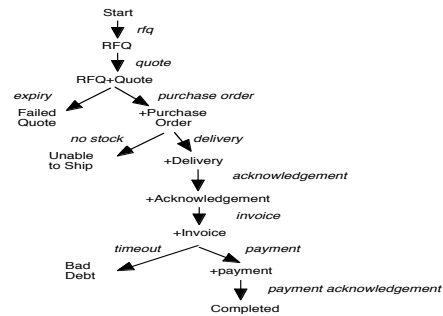 Start
rfq
RFQ
quote
RFQ+Quote
expiry
purchase order
Failed
Quote
+Purchase
Order
no stock
delivery
Unable
to Ship
+Delivery
acknowledgement
+Acknowledgement
invoice
+Invoice
timeout
payment
Bad
Debt
+payment
payment acknowledgement
Completed